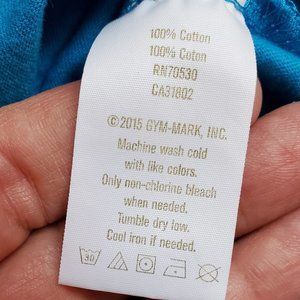 100% Cotton
100% Coton
RN70530
CA31802
©2015 GYM-MARK, INC.
Machine wash cold
with like colors.
Only non-chlorine bleach
when needed.
Tumble dry low.
Cool iron if needed.
30